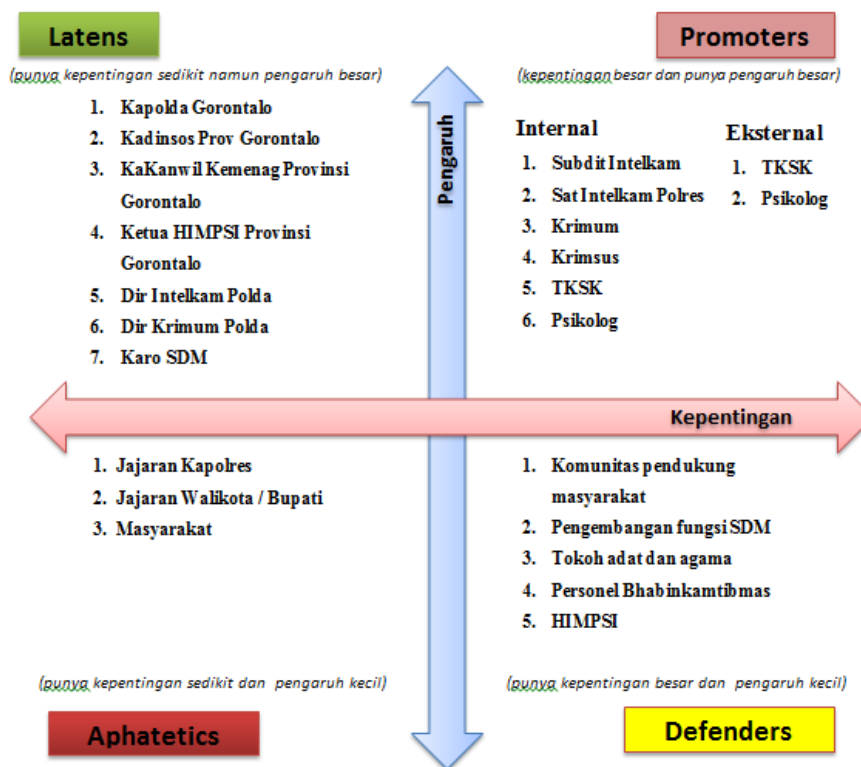 Latens
(punya kepentingan sedikit namun pengaruh besar)
1. Kapolda Gorontalo
2. Kadinsos Prov Gorontalo
3. KaKanwil Kemenag Provinsi
Gorontalo
4. Ketua HIMPSI Provinsi
Gorontalo
5. Dir Intelkam Polda
6. Dir Krimum Polda
7. Karo SDM
Pengaruh
Promoters
(kepentingan besar dan punya pengaruh besar)
Internal
1. Subdit Intelkam
2. Sat Intelkam Polres
3. Krimum
4. Krimsus
5. TKSK
6. Psikolog
Eksternal
1. TKSK
2. Psikolog
Kepentingan
1. Jajaran Kapolres
2. Jajaran Walikota / Bupati
3. Masyarakat
(punya kepentingan sedikit dan pengaruh kecil)
Aphatetics
1. Komunitas pendukung
masyarakat
2. Pengembangan fungsi SDM
3. Tokoh adat dan agama
4. Personel Bhabinkamtibmas
5. HIMPSI
(punya kepentingan besar dan pengaruh kecil)
Defenders